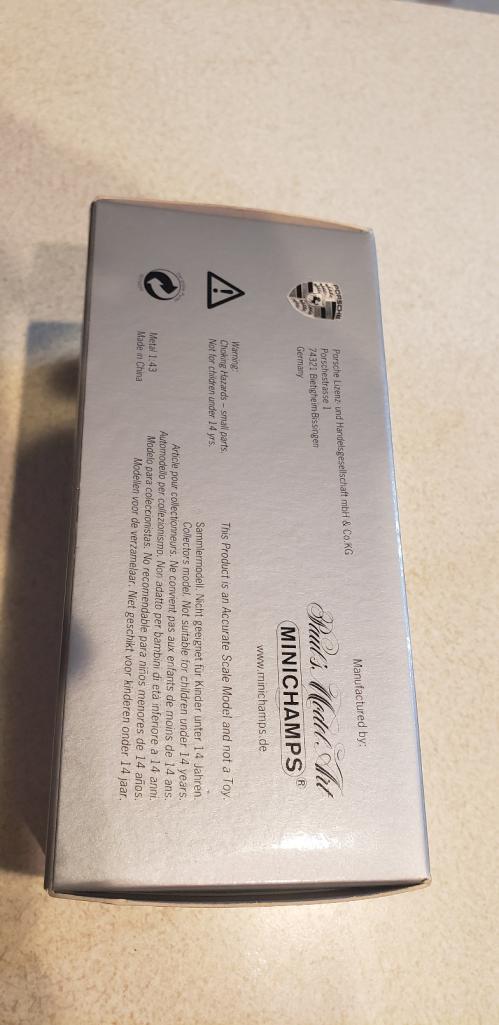 PORSCHE
Porsche Lizenz- und Handelsgesellschaft mbH & Co.KG
Porschestrasse 1
74321 Bietigheim Bissingen
Germany
Manufactured by:
Paul's Model Art
MINICHAMPS®
www.minichamps.de
Warning:
Choking Hazards – small parts.
Not for children under 14 yrs.
This Product is an Accurate Scale Model and not a Toy.
Sammlermodell. Nicht geeignet für Kinder unter 14 Jahren.
Collectors model. Not suitable for children under 14 years.
Article pour collectionneurs. Ne convient pas aux enfants de moins de 14 ans.
Automodello per collezionismo. Non adatto per bambini di età inferiore a 14 anni.
Modelo para coleccionistas. No recomendable para niños menores de 14 años.
Modellen voor de verzamelaar. Niet geschikt voor kinderen onder 14 jaar.
Metal 1:43
Made in China